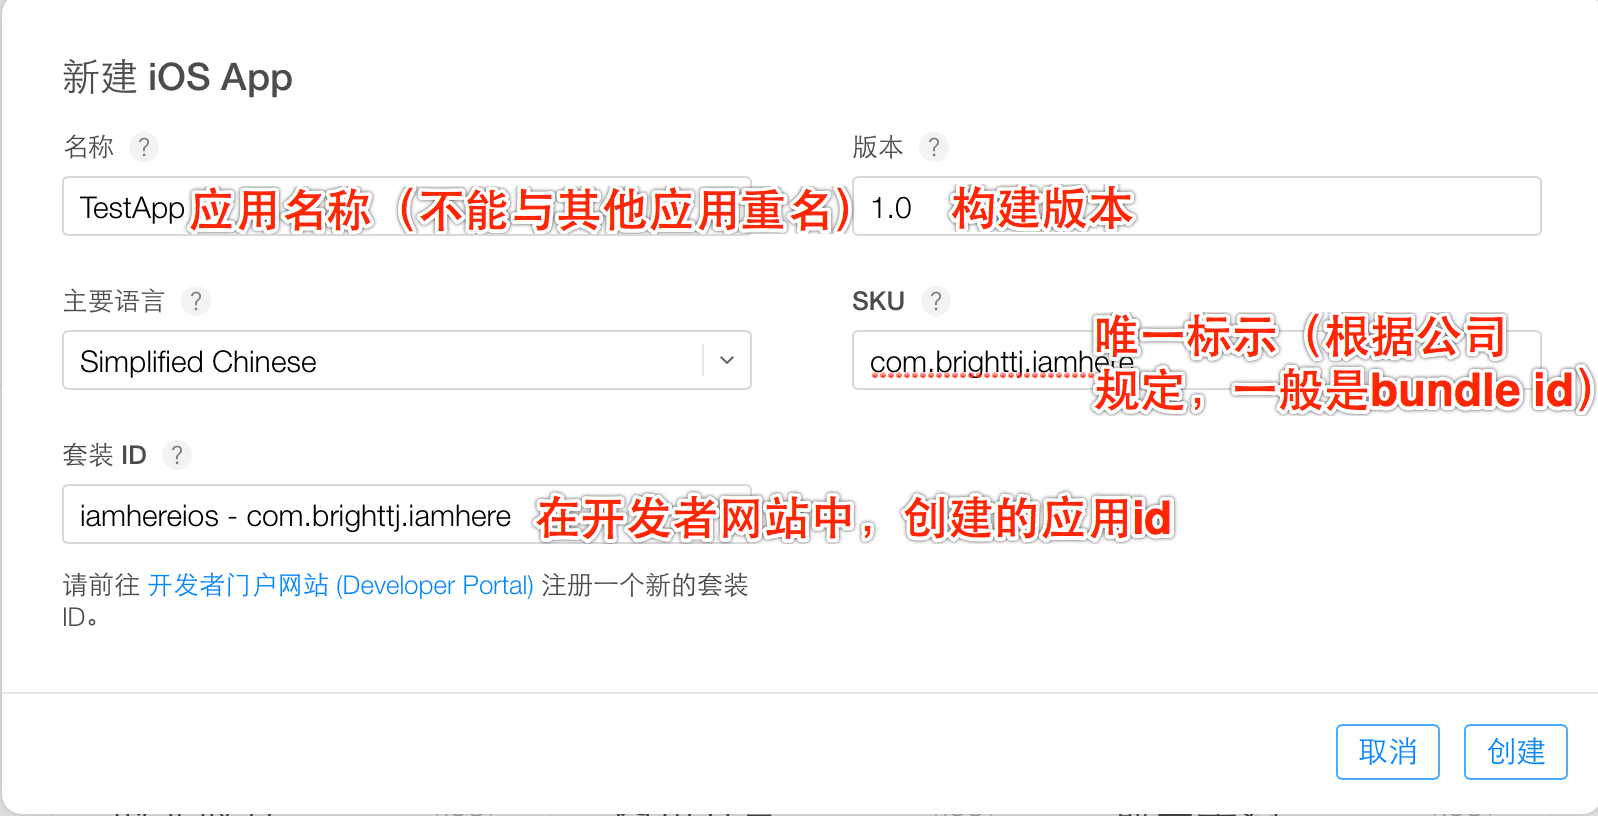 新建 iOS App
名称 ?
版本 ?
TestApp 应用名称（不能与其他应用重名）
1.0 构建版本
主要语言 ?
SKU ?
Simplified Chinese
com.brighttj.iamhere
唯一标示（根据公司
规定，一般是bundle id）
套装 ID ?
iamhereios - com.brighttj.iamhere 在开发者网站中，创建的应用id
请前往 开发者门户网站 (Developer Portal) 注册一个新的套装
ID。
取消
创建